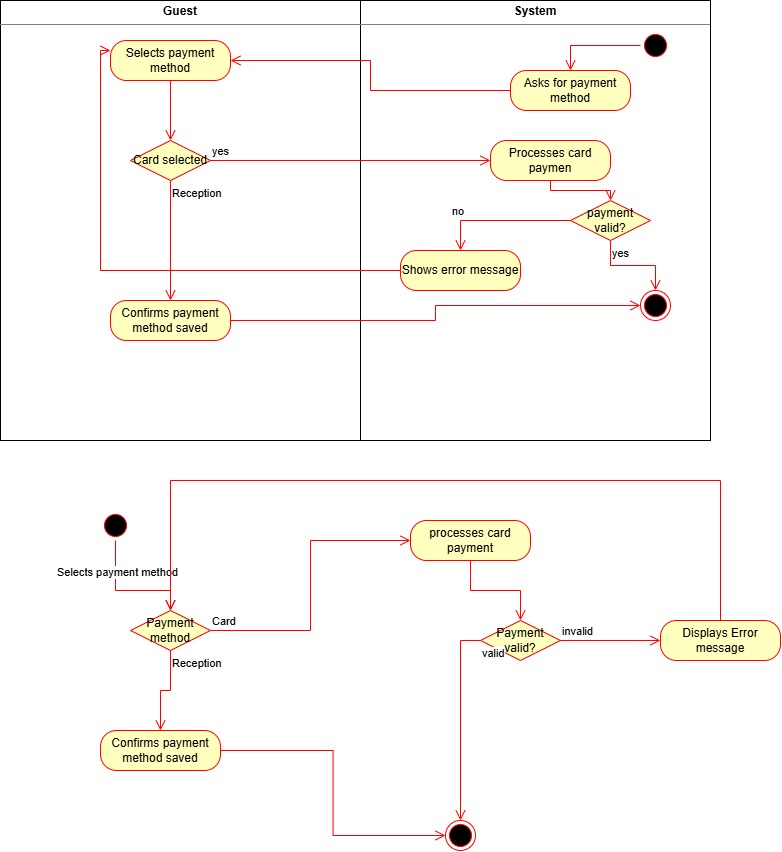 Guest
System
Selects payment
method
Asks for payment
method
Card selected
yes
Processes card
paymen
Reception
payment
valid?
no
yes
Shows error message
Confirms payment
method saved
processes card
payment
Selects payment method
Payment
method
Card
Payment
valid?
invalid
valid
Displays Error
message
Reception
Confirms payment
method saved